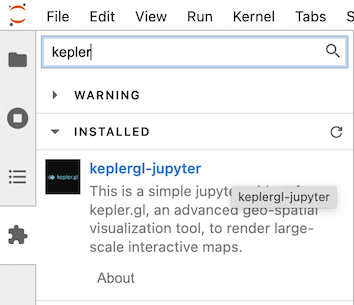 File Edit View Run Kernel Tabs S
kepler
WARNING
INSTALLED
kepler.gl
keplergl-jupyter
This is a simple jupyte
keplergl-jupyter
kepler.gl, an advanced geo-spatial
visualization tool, to render large-
scale interactive maps.
About